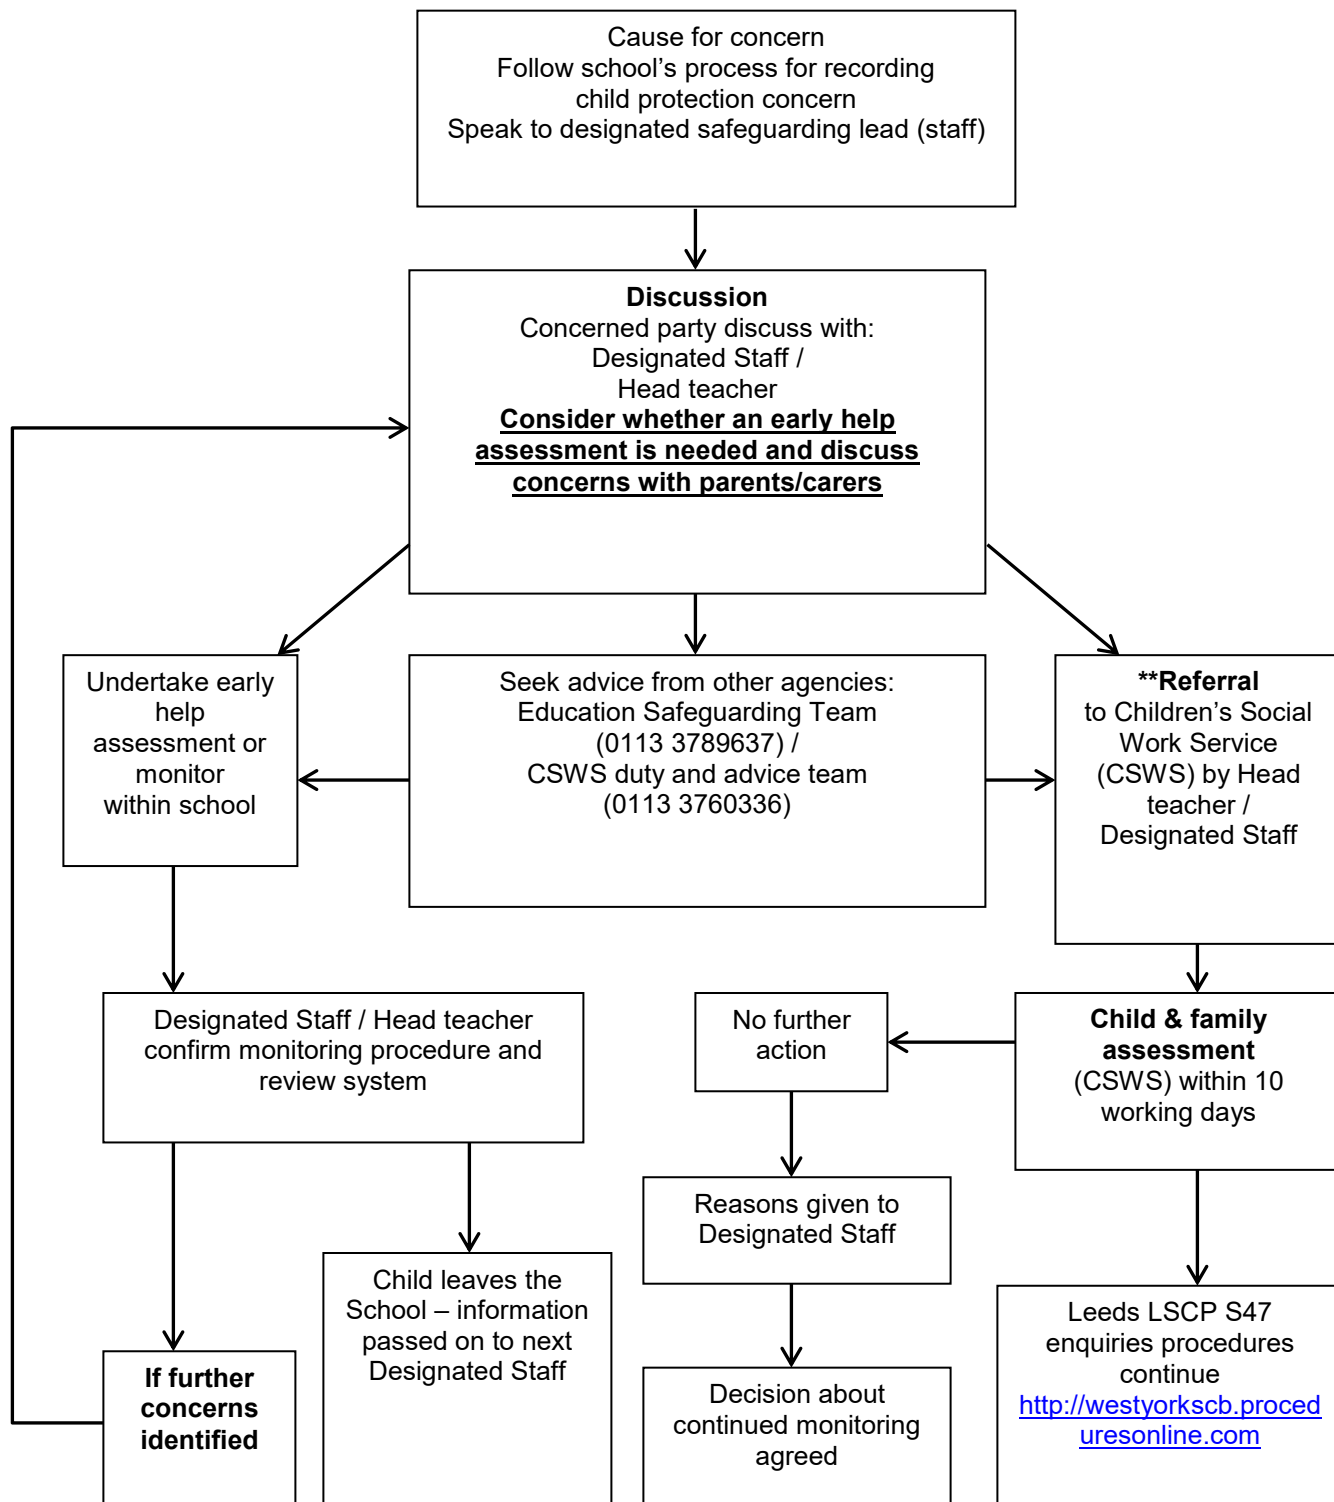 Cause for concern
Follow school’s process for recording
child protection concern
Speak to designated safeguarding lead (staff)
Discussion
Concerned party discuss with:
Designated Staff /
Head teacher
Consider whether an early help
assessment is needed and discuss
concerns with parents/carers
Undertake early
help
assessment or
monitor
within school
Seek advice from other agencies:
Education Safeguarding Team
(0113 3789637) /
CSWS duty and advice team
(0113 3760336)
**Referral
to Children’s Social
Work Service
(CSWS) by Head
teacher /
Designated Staff
Designated Staff / Head teacher
confirm monitoring procedure and
review system
No further
action
Child & family
assessment
(CSWS) within 10
working days
Reasons given to
Designated Staff
Child leaves the
School – information
passed on to next
Designated Staff
Leeds LSCP S47
enquiries procedures
continue
http://westyorkscb.proced
uresonline.com
If further
concerns
identified
Decision about
continued monitoring
agreed